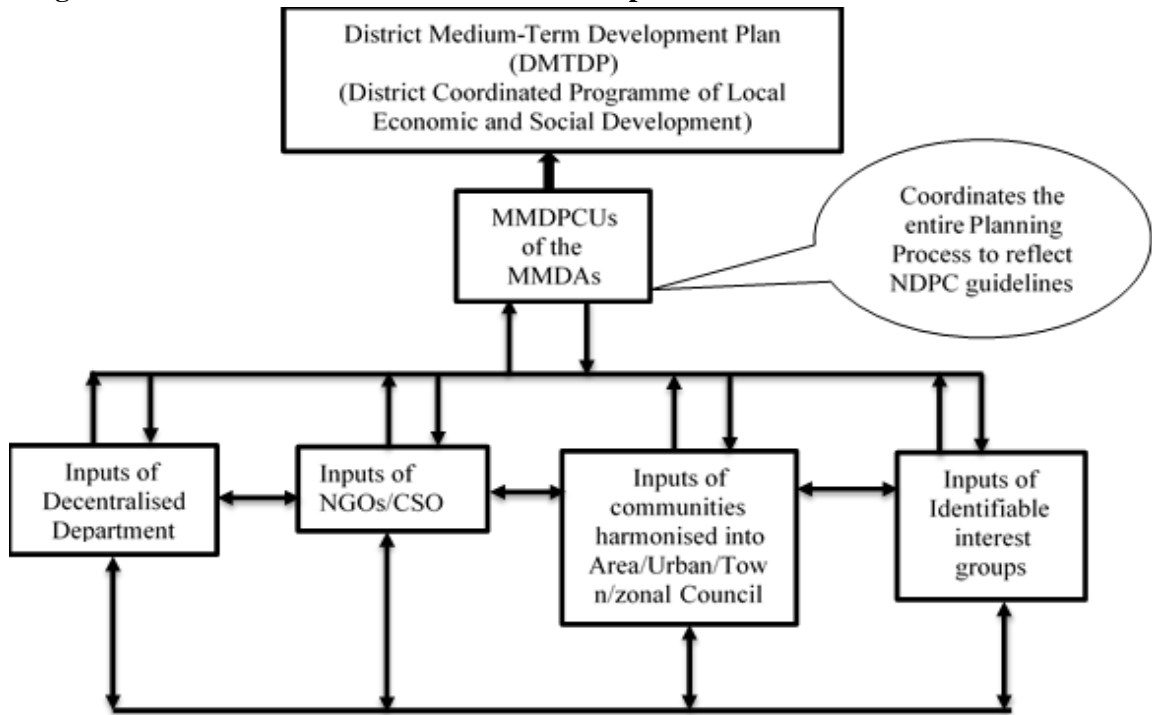 District Medium-Term Development Plan
(DMTDP)
(District Coordinated Programme of Local
Economic and Social Development)
MMDPCUs
of the
MMDAs
Coordinates the
entire Planning
Process to reflect
NDPC guidelines
Inputs of
Decentralised
Department
Inputs of
NGOs/CSO
Inputs of
communities
harmonised into
Area/Urban/Tow
n/zonal Council
Inputs of
Identifiable
interest
groups